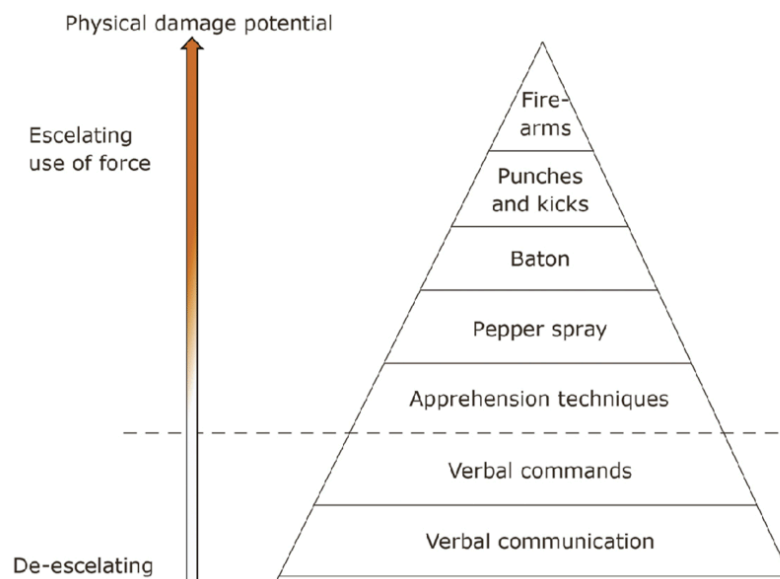 Physical damage potential
Escelating
use of force
Fire-
arms
Punches
and kicks
Baton
Pepper spray
Apprehension techniques
Verbal commands
Verbal communication
De-escelating